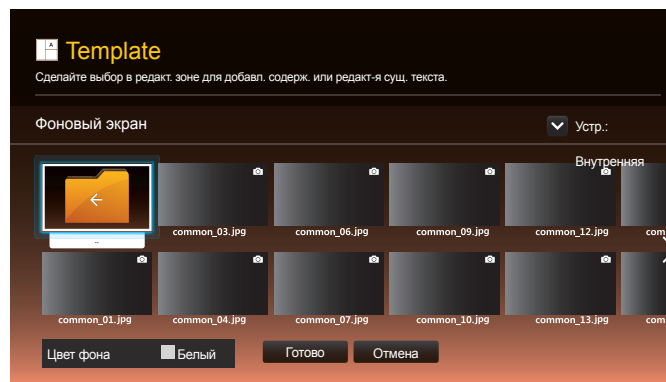 Template
Сделайте выбор в редакт. зоне для добавл. содерж. или редакт-я сущ. текста.
Фоновый экран
Устр.:
Внутренняя
common_03.jpg common_06.jpg common_09.jpg common_12.jpg com
..
common_01.jpg common_04.jpg common_07.jpg common_10.jpg common_13.jpg com
Цвет фона Белый Готово Отмена